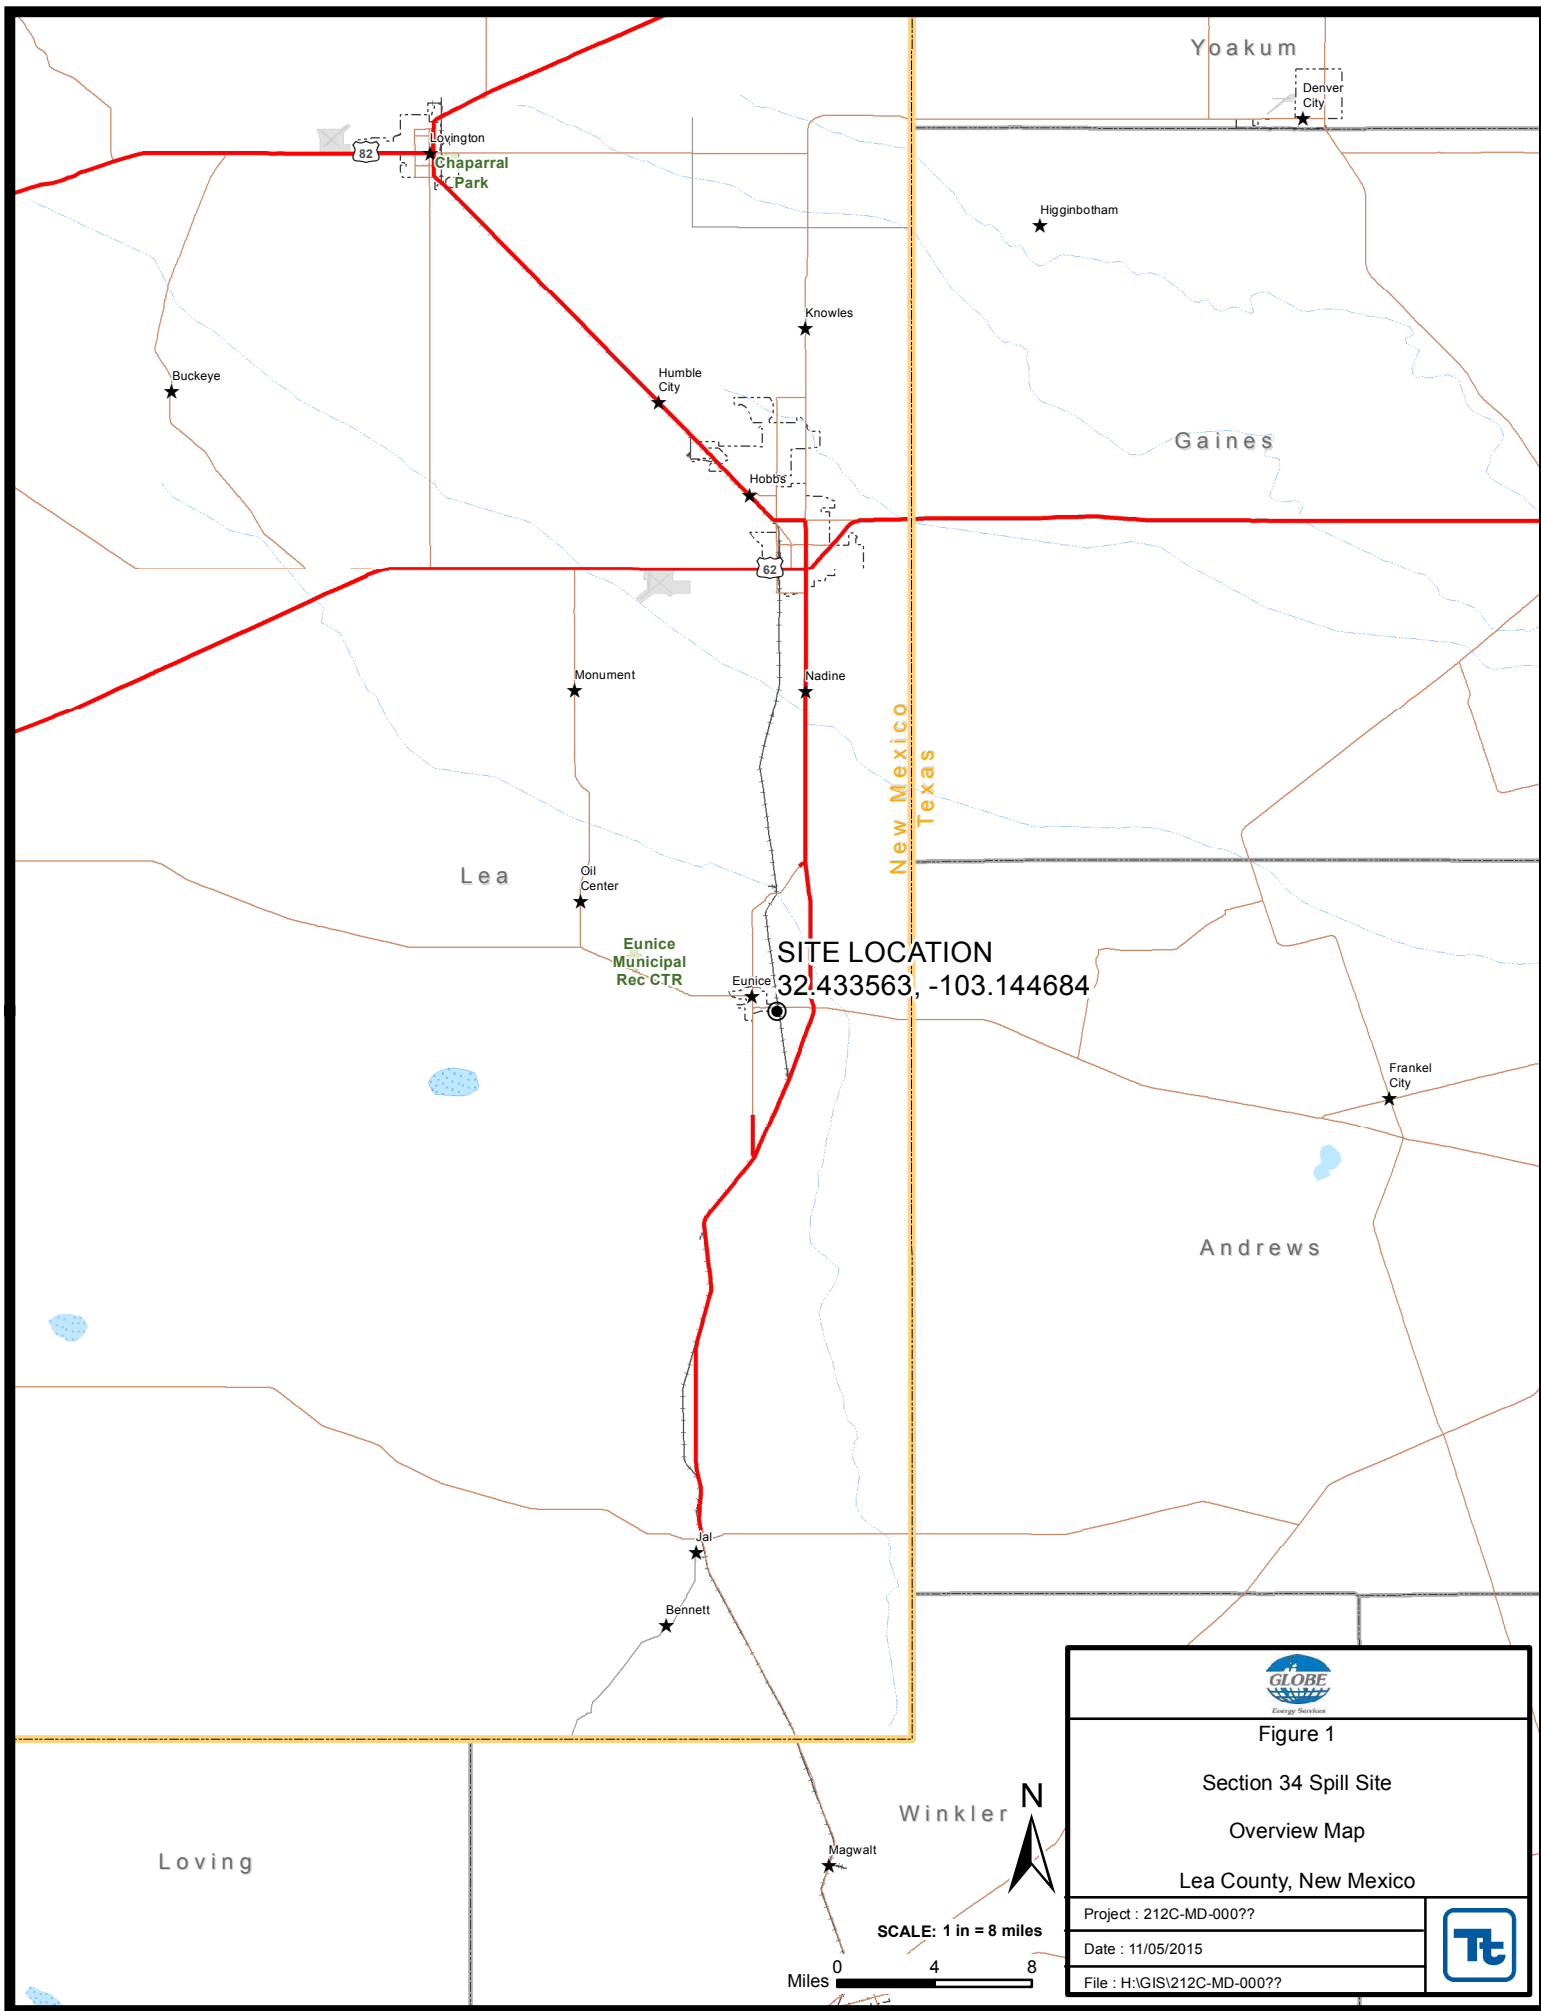 Yoakum
Denver
City
Lovington
82
Chaparral
Park
Higginbotham
Knowles
Buckeye
Humble
City
Gaines
Hobbs
62
Monument
Nadine
New Mexico
Texas
Lea
Oil
Center
Eunice
Municipal
Rec CTR
SITE LOCATION
32.433563, -103.144684
Eunice
Frankel
City
Andrews
Jal
Bennett
GLOBE
Energy Services
Figure 1
Section 34 Spill Site
Overview Map
Lea County, New Mexico
Project : 212C-MD-000??
Date : 11/05/2015
File : H:\GIS\212C-MD-000??
Tt
N
Winkler
Loving
Magwalt
SCALE: 1 in = 8 miles
0 4 8
Miles